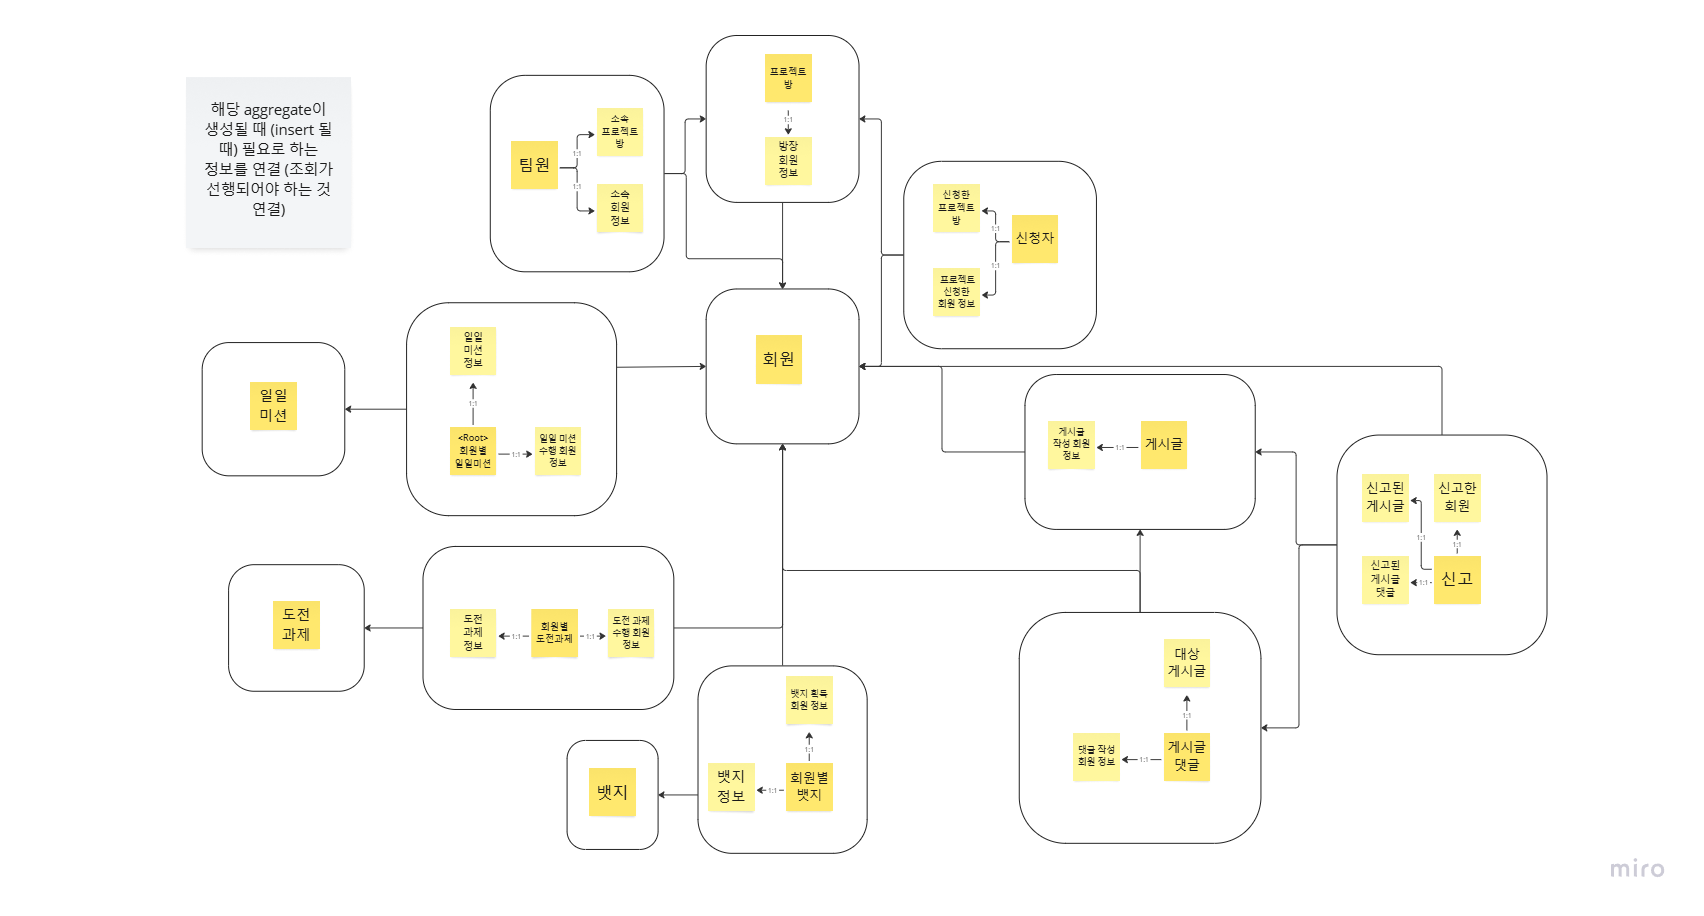 해당 aggregate이
생성될 때 (insert 될
때) 필요로 하는
정보를 연결 (조회가
선행되어야 하는 것
연결)
팀원
1:1
1:1
소속
프로젝트
방
소속
회원
정보
프로젝트
방
1:1
방장
회원
정보
신청한
프로젝트
방
프로젝트
신청한
회원 정보
1:1
1:1
신청자
회원
일일
미션
일일
미션
정보
1:1
<Root>
회원별
일일미션
1:1
일일 미션
수행 회원
정보
게시글
작성 회원
정보
1:1
게시글
신고된
게시글
신고한
회원
1:1
1:1
신고된
게시글
댓글
1:1
신고
도전
과제
도전
과제
정보
1:1
회원별
도전과제
1:1
도전 과제
수행 회원
정보
뱃지
뱃지 획득
회원 정보
1:1
뱃지
정보
1:1
회원별
뱃지
대상
게시글
1:1
댓글 작성
회원 정보
1:1
게시글
댓글
miro